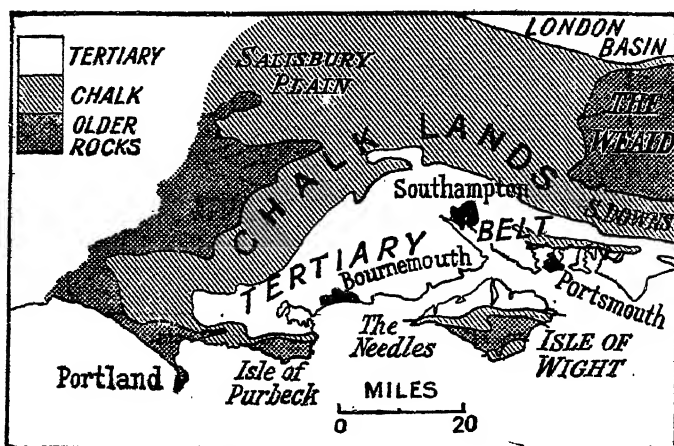 TERTIARY
CHALK
OLDER
ROCKS
SALISBURY
PLAIN
LONDON
BASIN
THE
WEALD
CHALK LANDS
S. DOWNS
Southampton
TERTIARY BELT
Bournemouth
Portsmouth
The
Needles
ISLE OF
WIGHT
Isle of
Purbeck
Portland
MILES
0 20